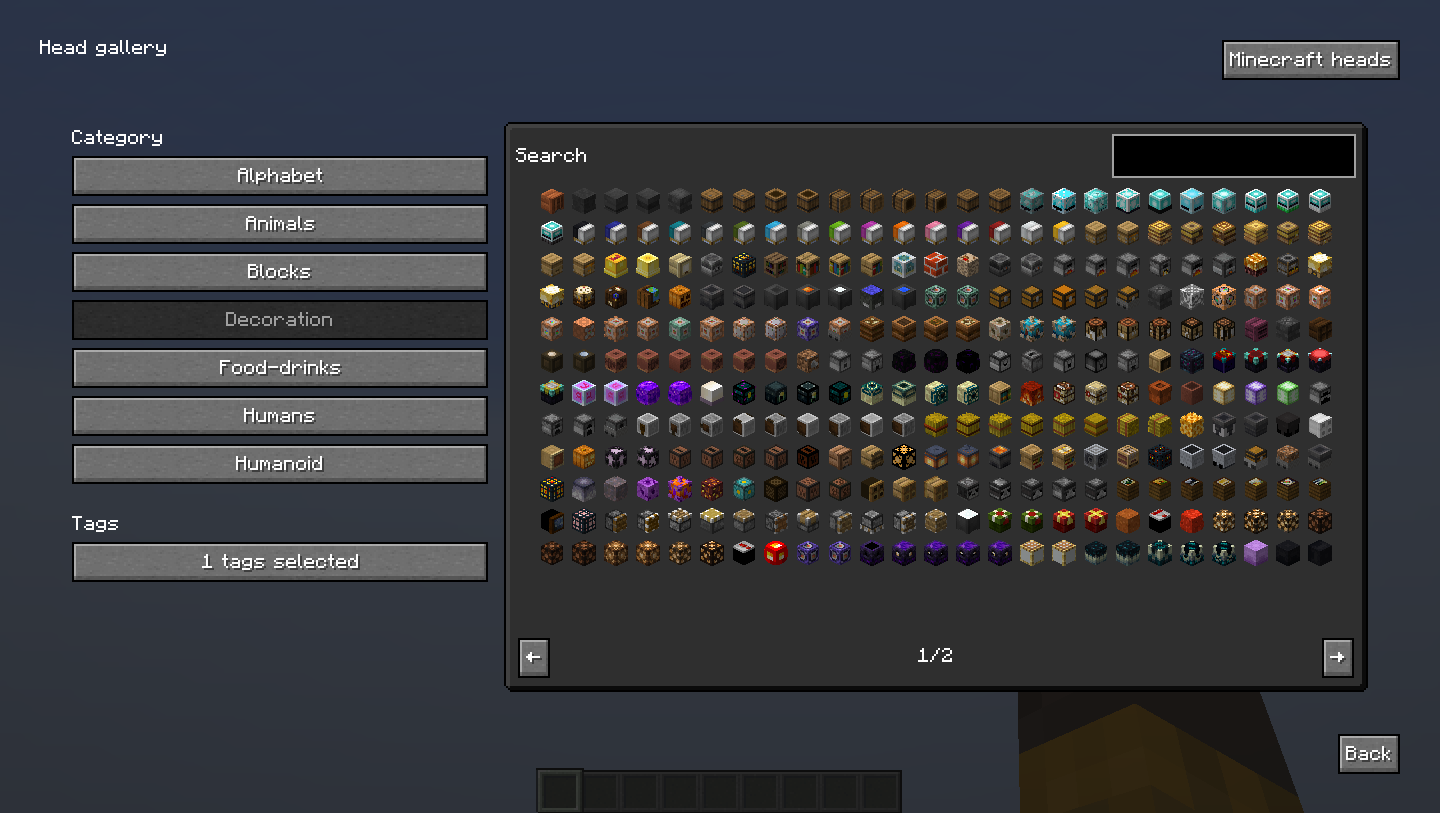 Head gallery
Minecraft heads
Category
Alphabet
Animals
Blocks
Decoration
Food-drinks
Humans
Humanoid
Tags
1 tags selected
Search
←
1/2
→
Back